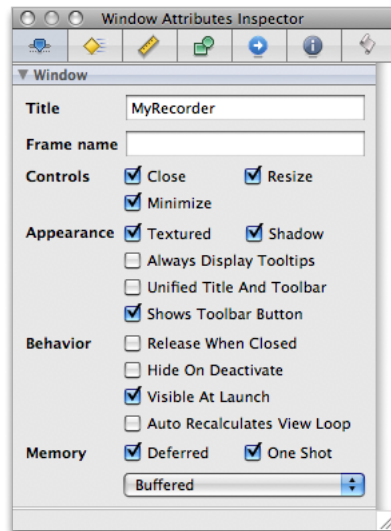 Window Attributes Inspector
Window
Title MyRecorder
Frame name
Controls Close Resize
Minimize
Appearance Textured Shadow
Always Display Tooltips
Unified Title And Toolbar
Shows Toolbar Button
Behavior Release When Closed
Hide On Deactivate
Visible At Launch
Auto Recalculates View Loop
Memory Deferred One Shot
Buffered